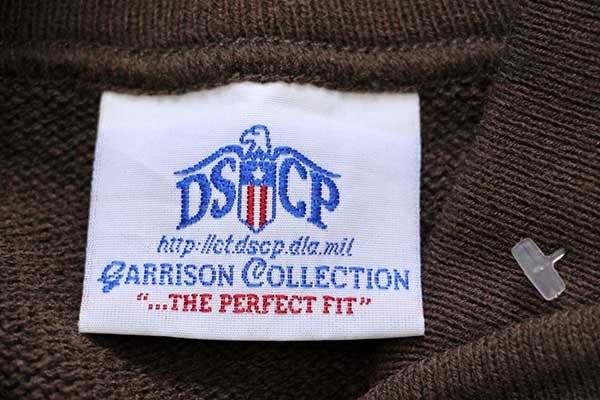 DSCP
http://ct.dscp.dla.mil
GARRISON COLLECTION
"...THE PERFECT FIT"